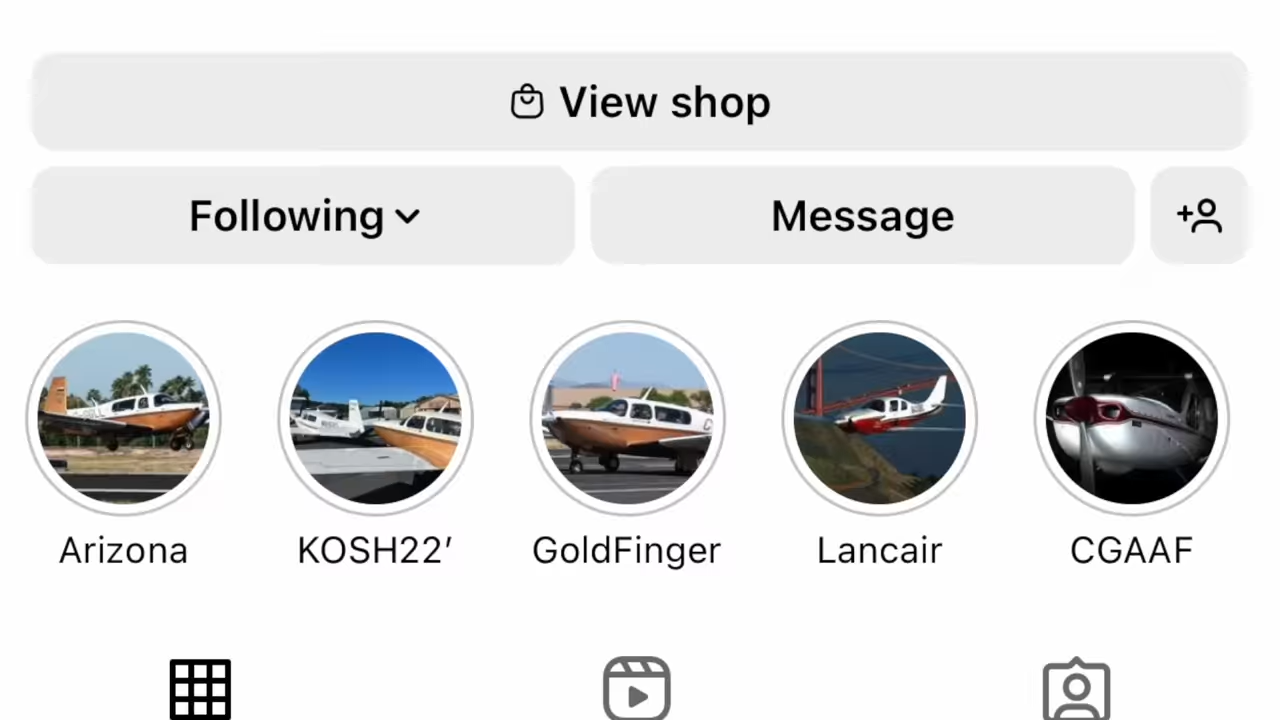 View shop
Following
Message
Arizona
KOSH22′
GoldFinger
Lancair
CGAAF